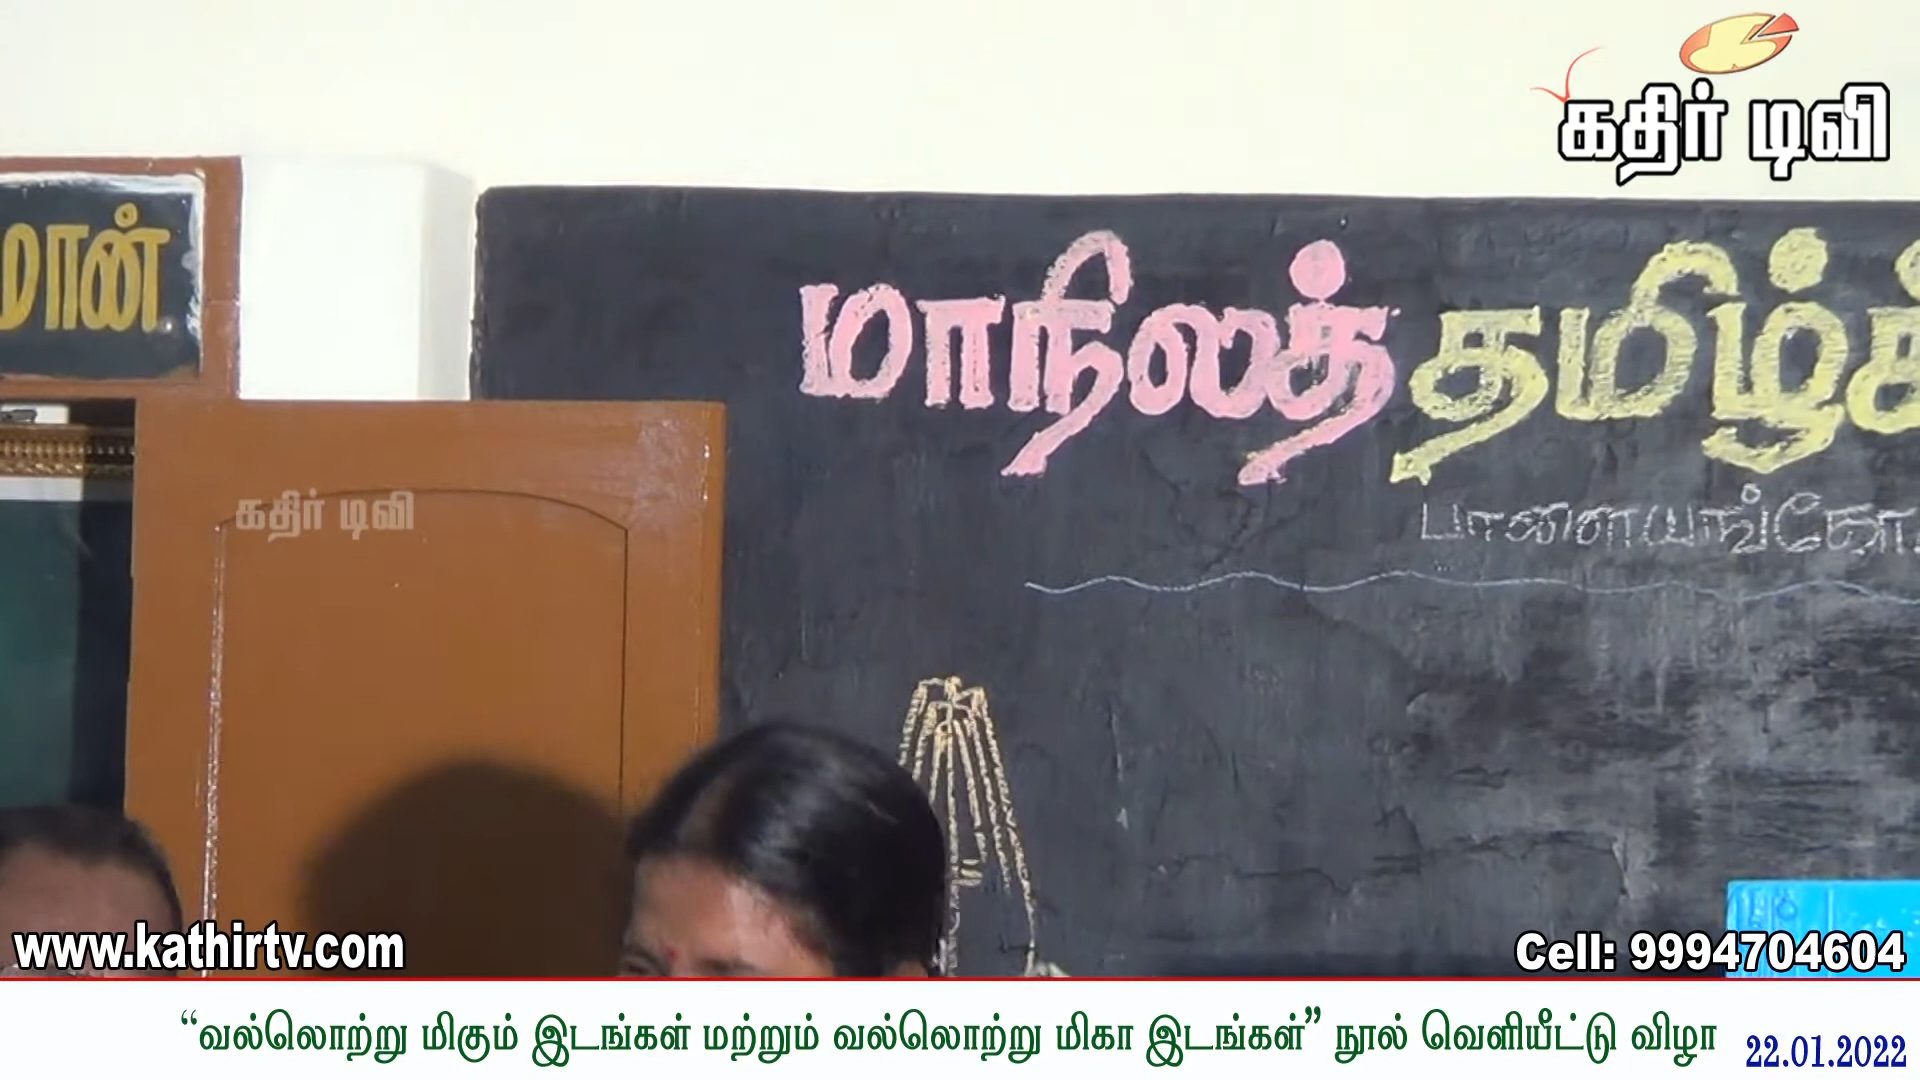 கதிர் டிவி
மான்
மாநிலத் தமிழ்க்
பாளையங்கோ
கதிர் டிவி
www.kathirtv.com
Cell: 9994704604
“வல்லொற்று மிகும் இடங்கள் மற்றும் வல்லொற்று மிகா இடங்கள்” நூல் வெளியீட்டு விழா
22.01.2022